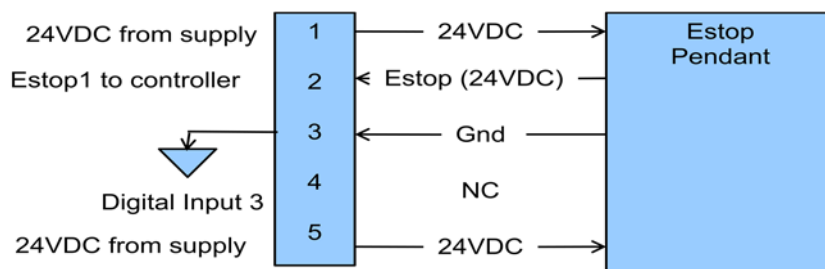 24VDC from supply
1
24VDC
Estop
Pendant
Estop1 to controller
2
Estop (24VDC)
3
Gnd
Digital Input 3
4
NC
24VDC from supply
5
24VDC